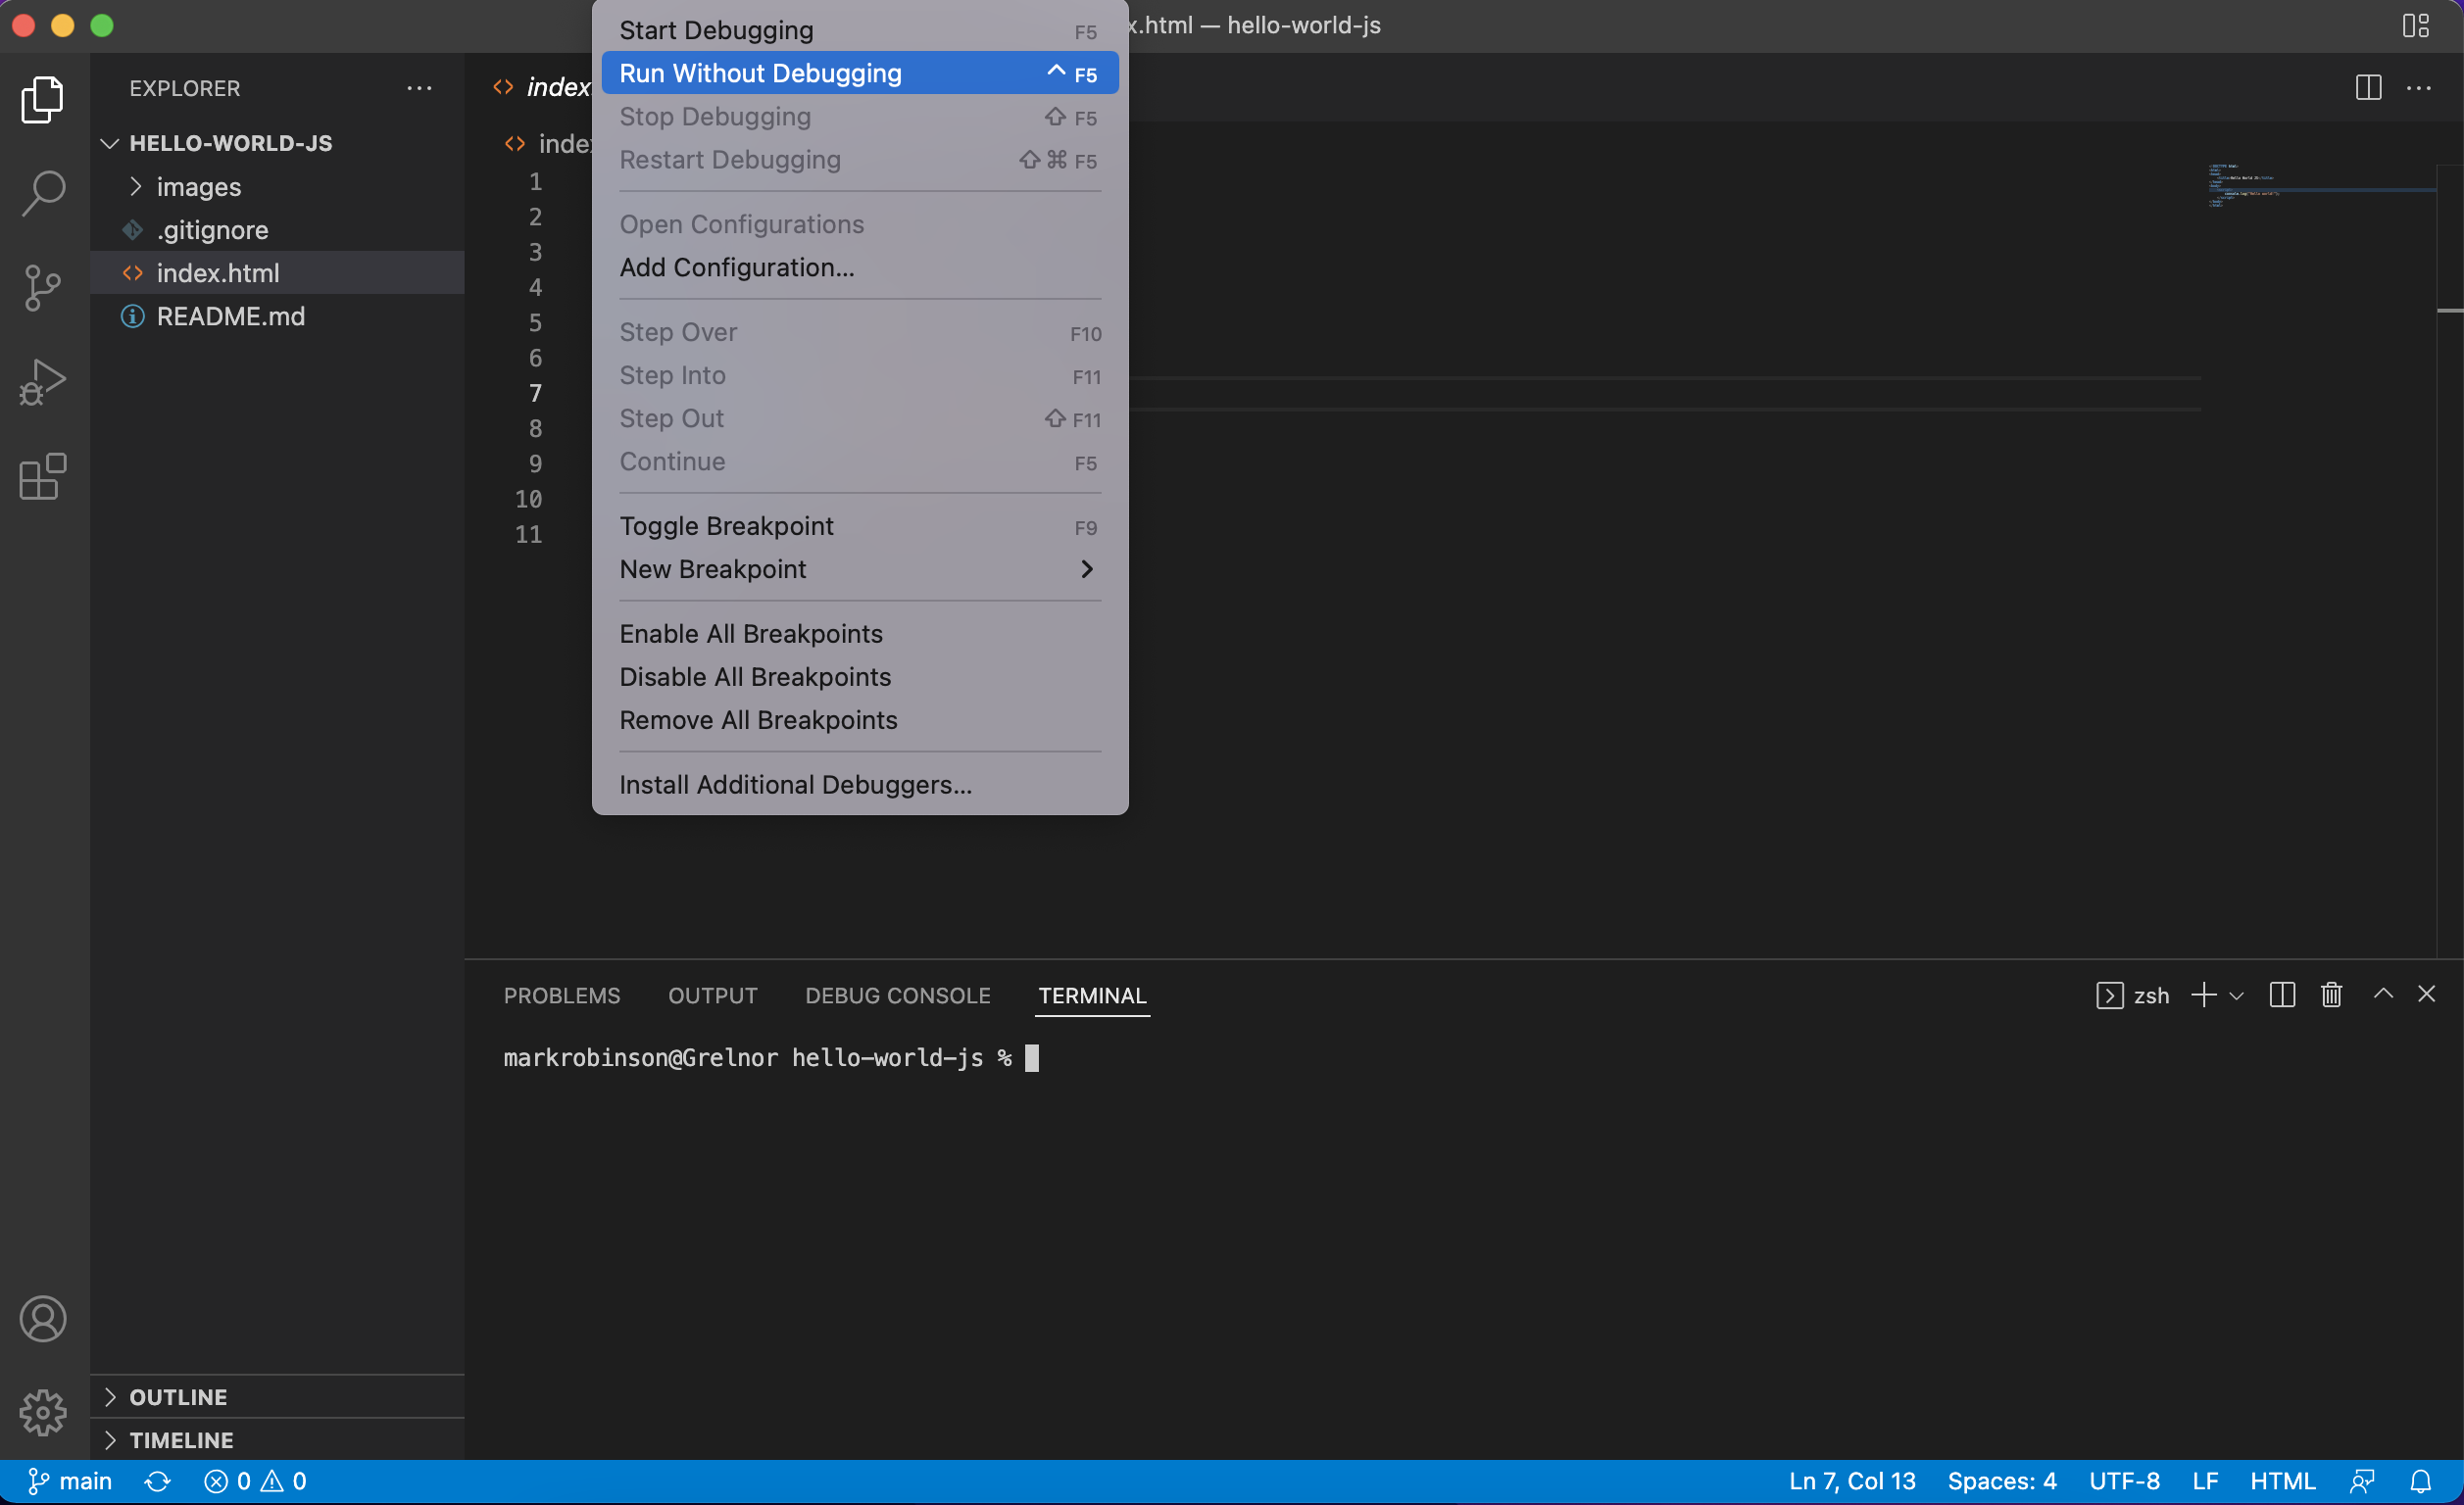 x.html — hello-world-js
EXPLORER
HELLO-WORLD-JS
images
.gitignore
index.html
README.md
OUTLINE
TIMELINE
index.
index
1
2
3
4
5
6
7
8
9
10
11
Start Debugging F5
Run Without Debugging ^ F5
Stop Debugging ⇧ F5
Restart Debugging ⇧ ⌘ F5
Open Configurations
Add Configuration...
Step Over F10
Step Into F11
Step Out ⇧ F11
Continue F5
Toggle Breakpoint F9
New Breakpoint
Enable All Breakpoints
Disable All Breakpoints
Remove All Breakpoints
Install Additional Debuggers...
PROBLEMS OUTPUT DEBUG CONSOLE TERMINAL zsh
markrobinson@Grelnor hello-world-js %
main 0 0 Ln 7, Col 13 Spaces: 4 UTF-8 LF HTML